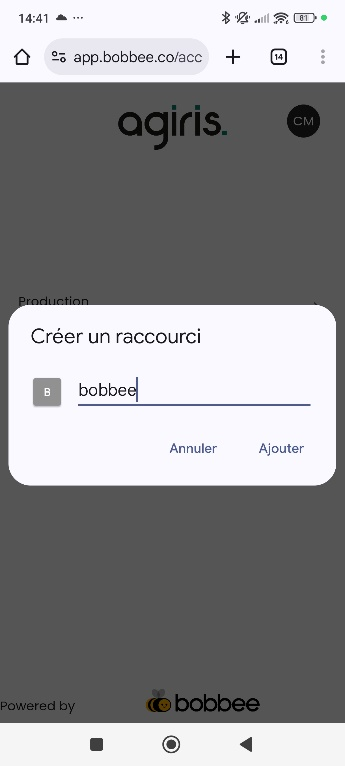 14:41
81
app.bobbee.co/acc
14
agiris.
CM
Production
Créer un raccourci
B
bobbee
Annuler
Ajouter
Powered by
bobbee